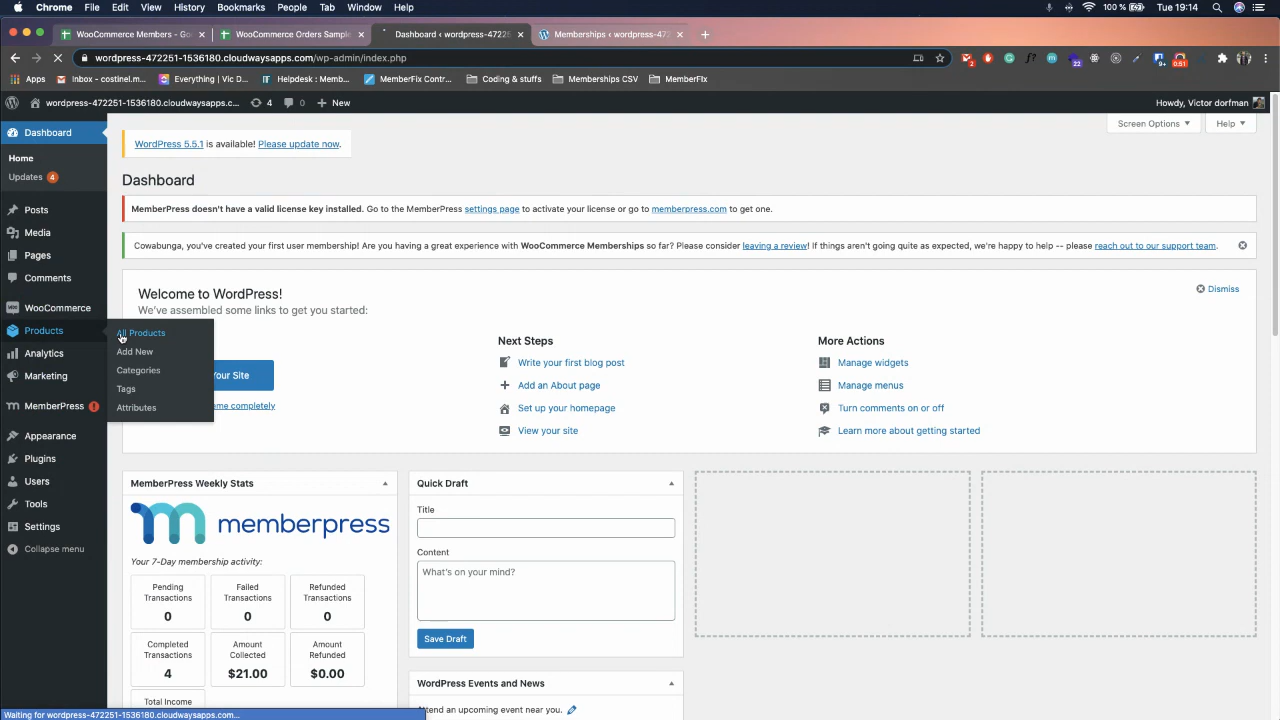 Chrome File Edit View History Bookmarks People Tab Window Help 100 % Tue 19:14
WooCommerce Members - Go WooCommerce Orders Sample Dashboard ‹ wordpress-47225 Memberships ‹ wordpress-472
wordpress-472251-1536180.cloudwaysapps.com/wp-admin/index.php
Apps Inbox - costinel.m... Everything | Vic D... Helpdesk : Memb... MemberFix Contr... Coding & stuffs Memberships CSV MemberFIx
wordpress-472251-1536180.cloudwaysapps.c... 4 0 New Howdy, Victor dorfman
Screen Options Help
Dashboard
Home
Updates 4
Posts
Media
Pages
Comments
WooCommerce
Products
Analytics
Marketing
MemberPress
Appearance
Plugins
Users
Tools
Settings
Collapse menu
All Products
Add New
Categories
Tags
Attributes
WordPress 5.5.1 is available! Please update now.
Dashboard
MemberPress doesn't have a valid license key installed. Go to the MemberPress settings page to activate your license or go to memberpress.com to get one.
Cowabunga, you've created your first user membership! Are you having a great experience with WooCommerce Memberships so far? Please consider leaving a review! If things aren't going quite as expected, we're happy to help -- please reach out to our support team.
Welcome to WordPress!
We've assembled some links to get you started:
Dismiss
Your Site
eme completely
Next Steps
Write your first blog post
Add an About page
Set up your homepage
View your site
More Actions
Manage widgets
Manage menus
Turn comments on or off
Learn more about getting started
MemberPress Weekly Stats
memberpress
Your 7-Day membership activity:
Pending Transactions
0
Failed Transactions
0
Refunded Transactions
0
Completed Transactions
4
Amount Collected
$21.00
Amount Refunded
$0.00
Total Income
Quick Draft
Title
Content
What's on your mind?
Save Draft
WordPress Events and News
Attend an upcoming event near you.
Waiting for wordpress-472251-1536180.cloudwaysapps.com...